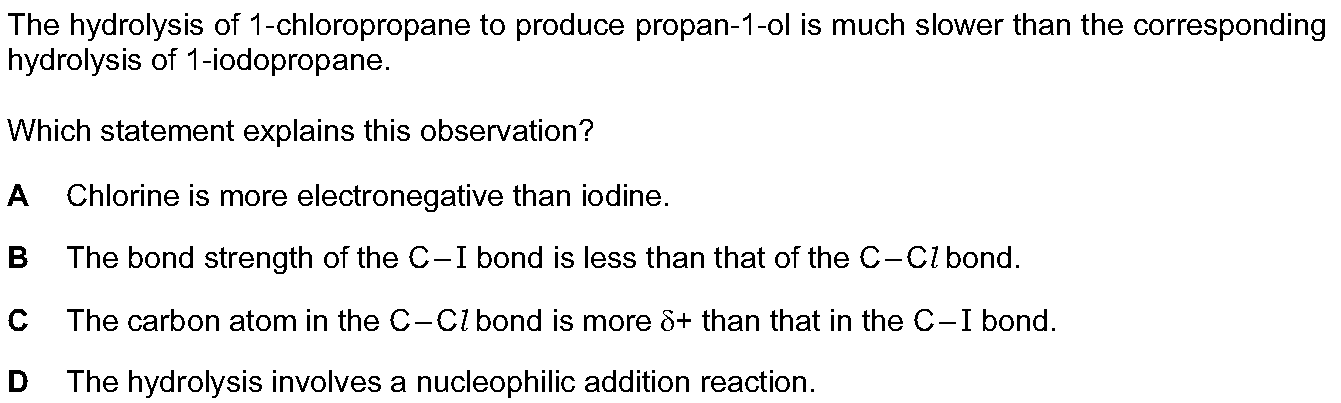 The hydrolysis of 1-chloropropane to produce propan-1-ol is much slower than the corresponding
hydrolysis of 1-iodopropane.
Which statement explains this observation?
A Chlorine is more electronegative than iodine.
B The bond strength of the C–I bond is less than that of the C–Cl bond.
C The carbon atom in the C–Cl bond is more δ+ than that in the C–I bond.
D The hydrolysis involves a nucleophilic addition reaction.